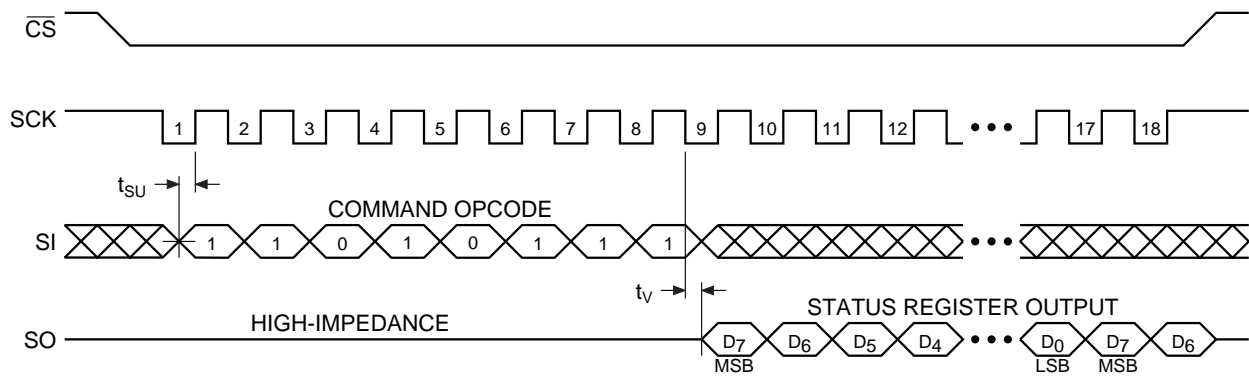 CS
SCK 1 2 3 4 5 6 7 8 9 10 11 12 ••• 17 18
tSU
COMMAND OPCODE
SI 1 1 0 1 0 1 1 1 •••
tV
HIGH-IMPEDANCE STATUS REGISTER OUTPUT
SO D7 D6 D5 D4 ••• D0 D7 D6
MSB LSB MSB